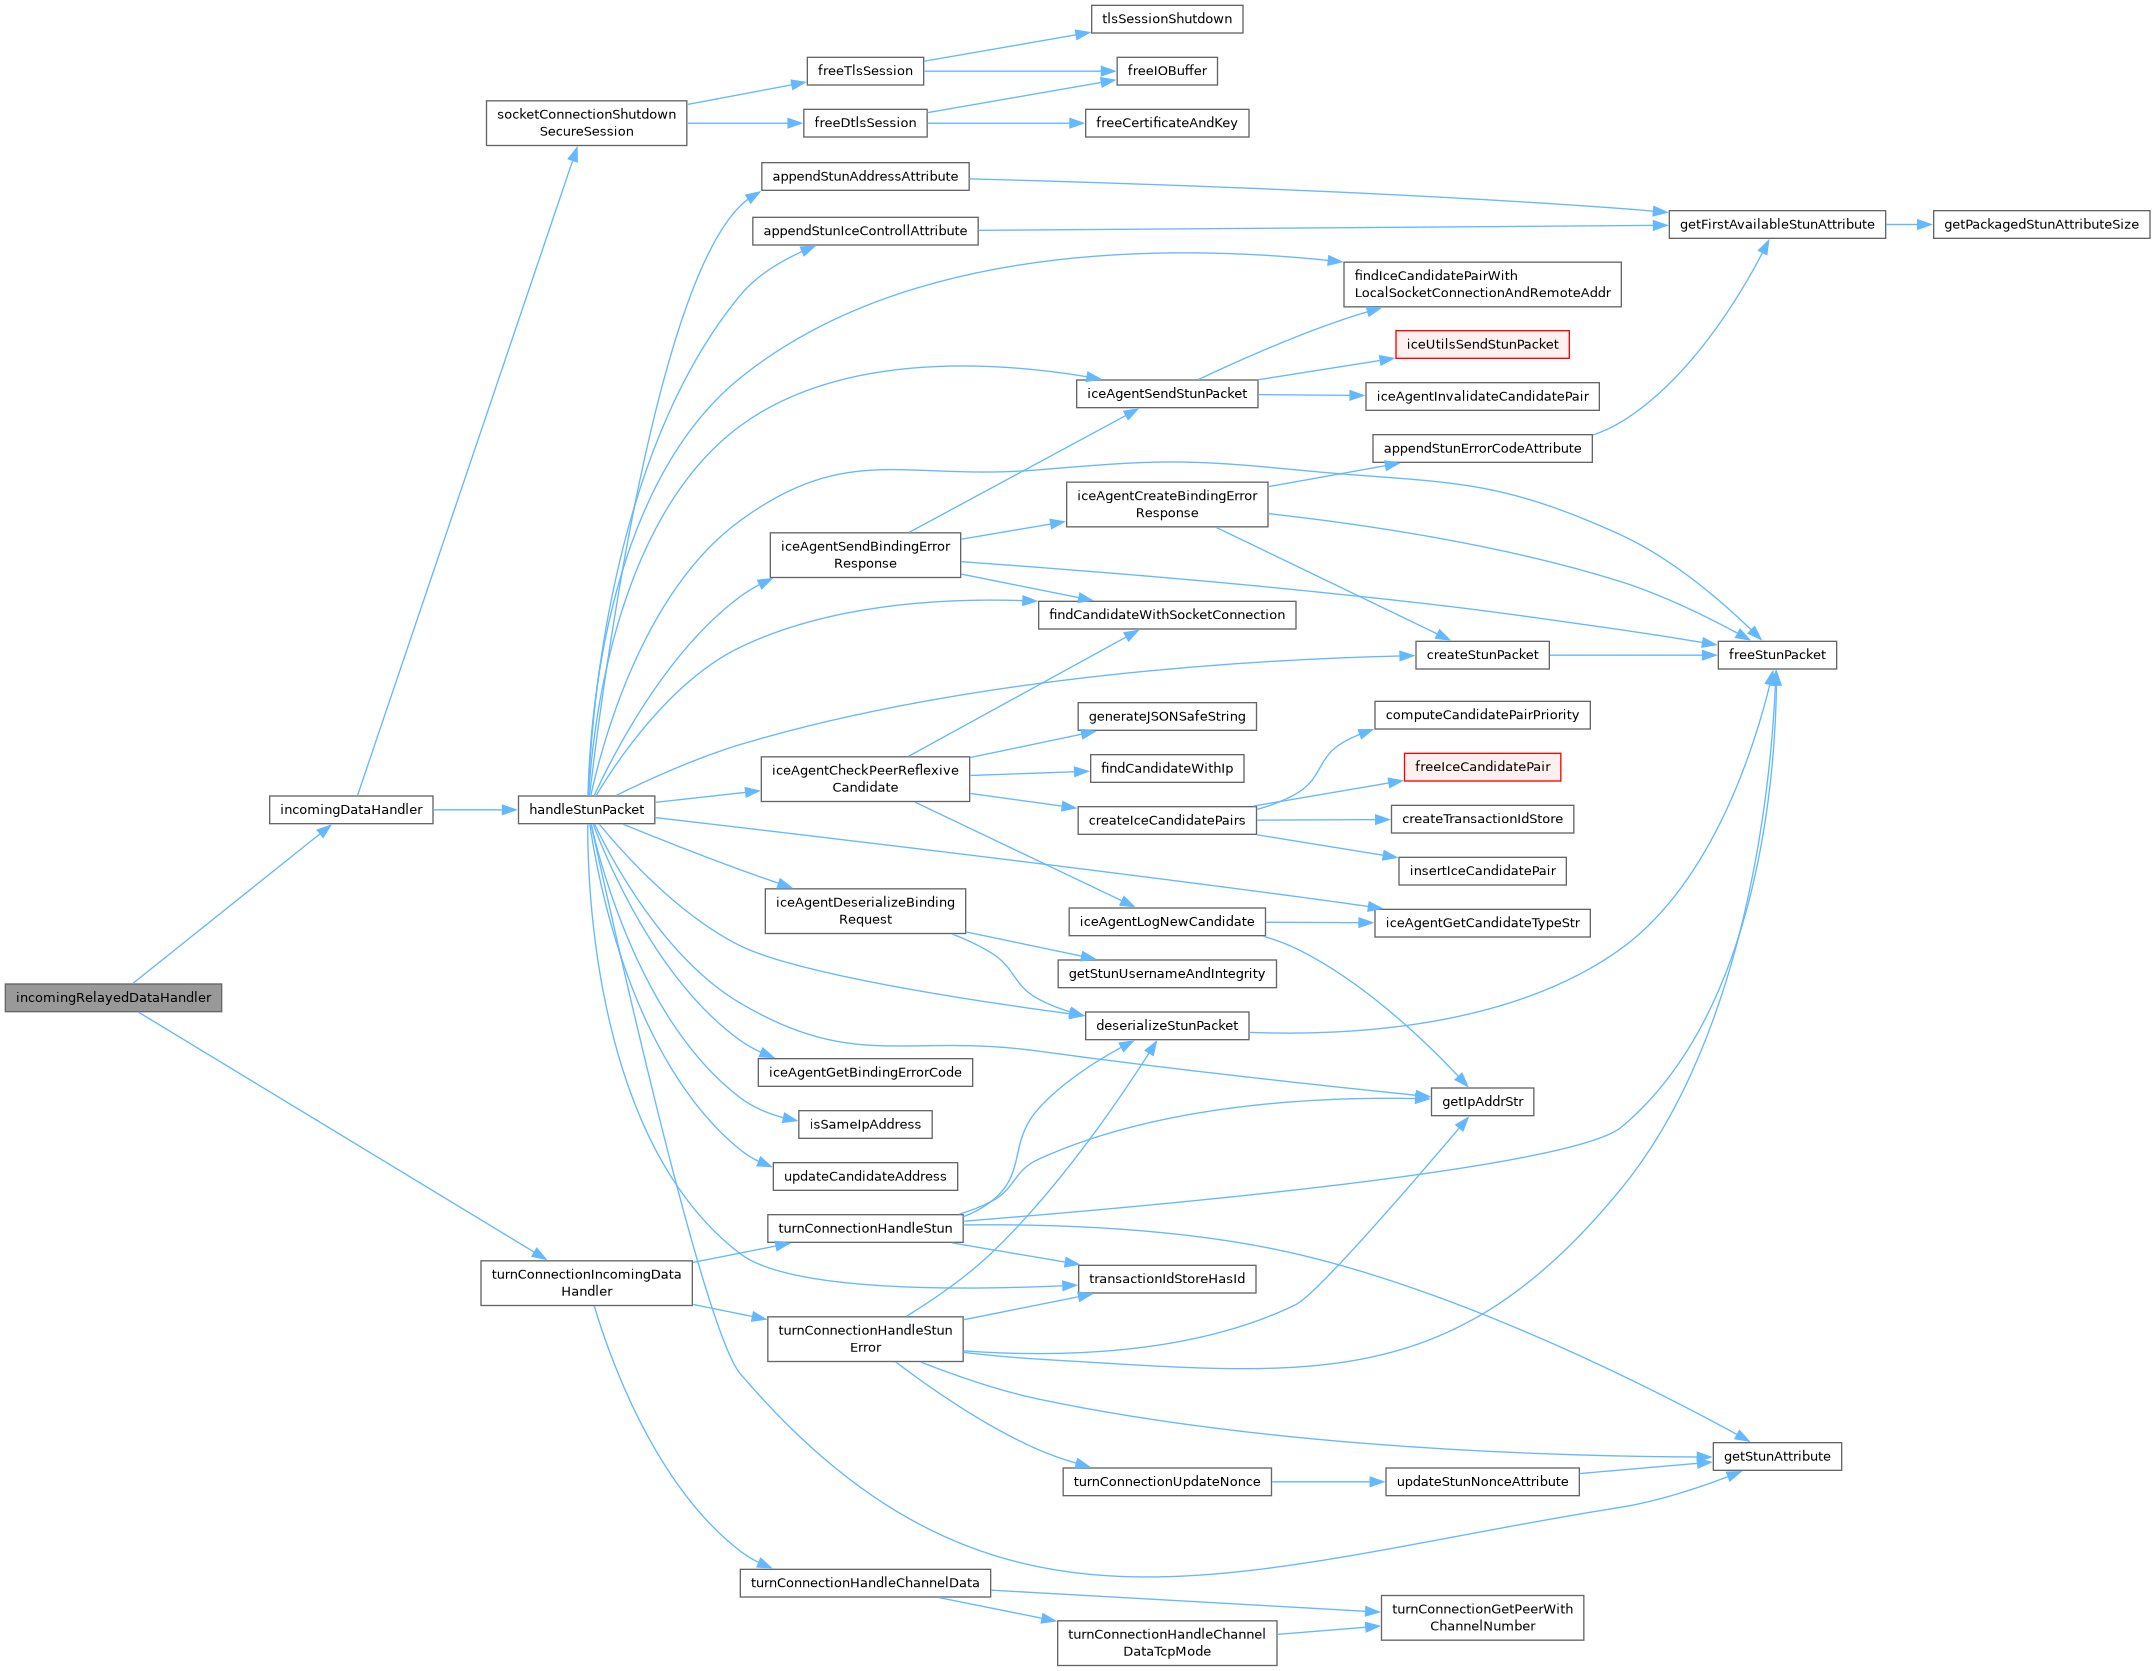 tlsSessionShutdown
freeTlsSession
freeIOBuffer
socketConnectionShutdown
SecureSession
freeDtlsSession
freeCertificateAndKey
appendStunAddressAttribute
appendStunIceControllAttribute
getFirstAvailableStunAttribute
getPackagedStunAttributeSize
findIceCandidatePairWith
LocalSocketConnectionAndRemoteAddr
iceUtilsSendStunPacket
iceAgentSendStunPacket
iceAgentInvalidateCandidatePair
appendStunErrorCodeAttribute
iceAgentCreateBindingError
Response
iceAgentSendBindingError
Response
findCandidateWithSocketConnection
createStunPacket
freeStunPacket
generateJSONSafeString
computeCandidatePairPriority
iceAgentCheckPeerReflexive
Candidate
findCandidateWithIp
freeIceCandidatePair
incomingDataHandler
handleStunPacket
createIceCandidatePairs
createTransactionIdStore
insertIceCandidatePair
iceAgentDeserializeBinding
Request
iceAgentLogNewCandidate
iceAgentGetCandidateTypeStr
getStunUsernameAndIntegrity
incomingRelayedDataHandler
deserializeStunPacket
iceAgentGetBindingErrorCode
getIpAddrStr
isSameIpAddress
updateCandidateAddress
turnConnectionHandleStun
turnConnectionIncomingData
Handler
transactionIdStoreHasId
turnConnectionHandleStun
Error
getStunAttribute
turnConnectionUpdateNonce
updateStunNonceAttribute
turnConnectionHandleChannelData
turnConnectionGetPeerWith
ChannelNumber
turnConnectionHandleChannel
DataTcpMode